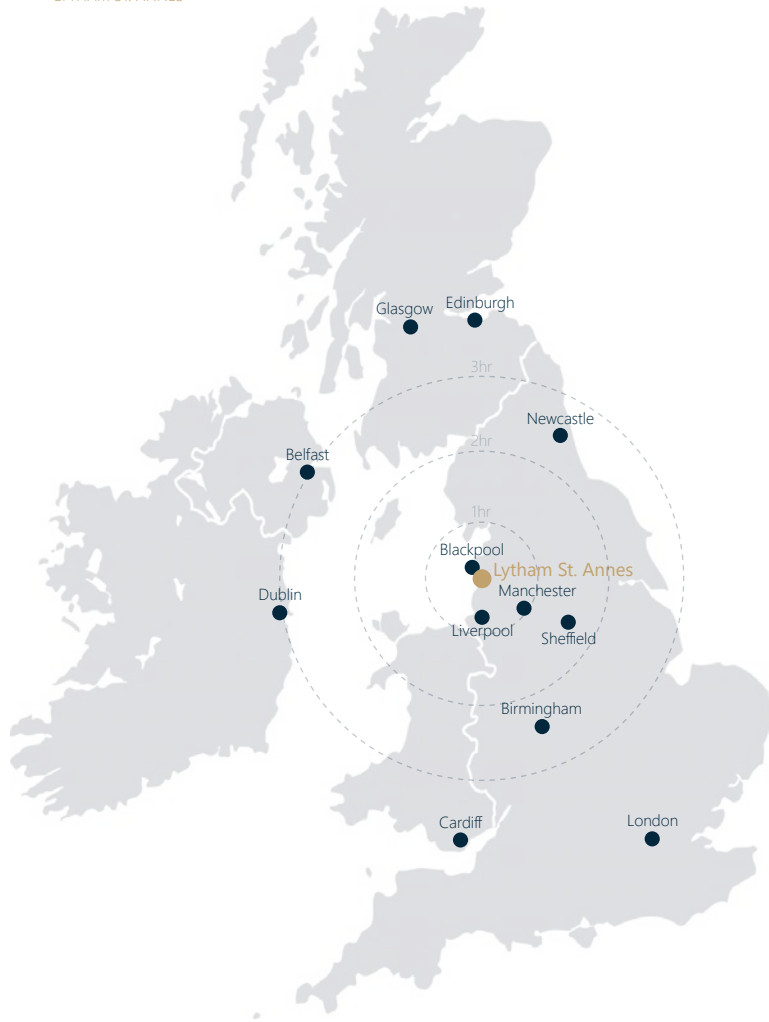 Glasgow
Edinburgh
3hr
Newcastle
2hr
Belfast
1hr
Blackpool
Lytham St. Annes
Dublin
Manchester
Liverpool
Sheffield
Birmingham
Cardiff
London